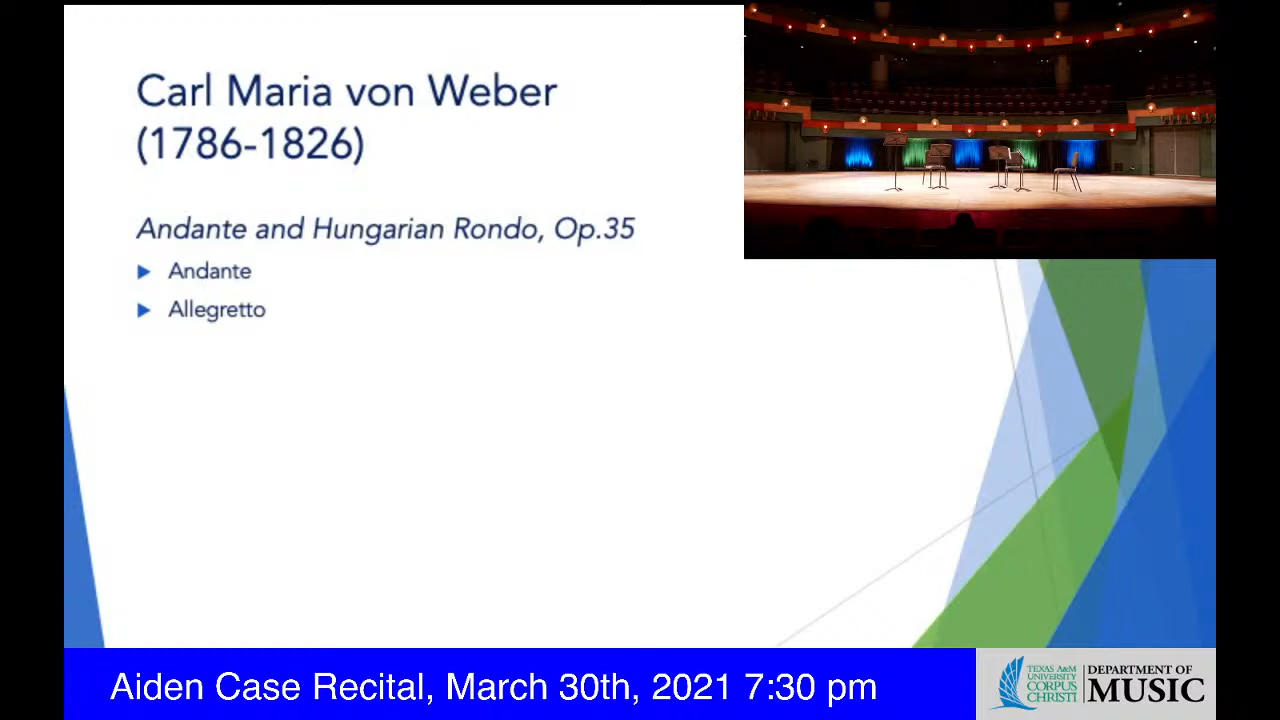 Carl Maria von Weber
(1786-1826)
Andante and Hungarian Rondo, Op.35
Andante
Allegretto
Aiden Case Recital, March 30th, 2021 7:30 pm
TEXAS A&M
UNIVERSITY
CORPUS
CHRISTI
DEPARTMENT OF
MUSIC